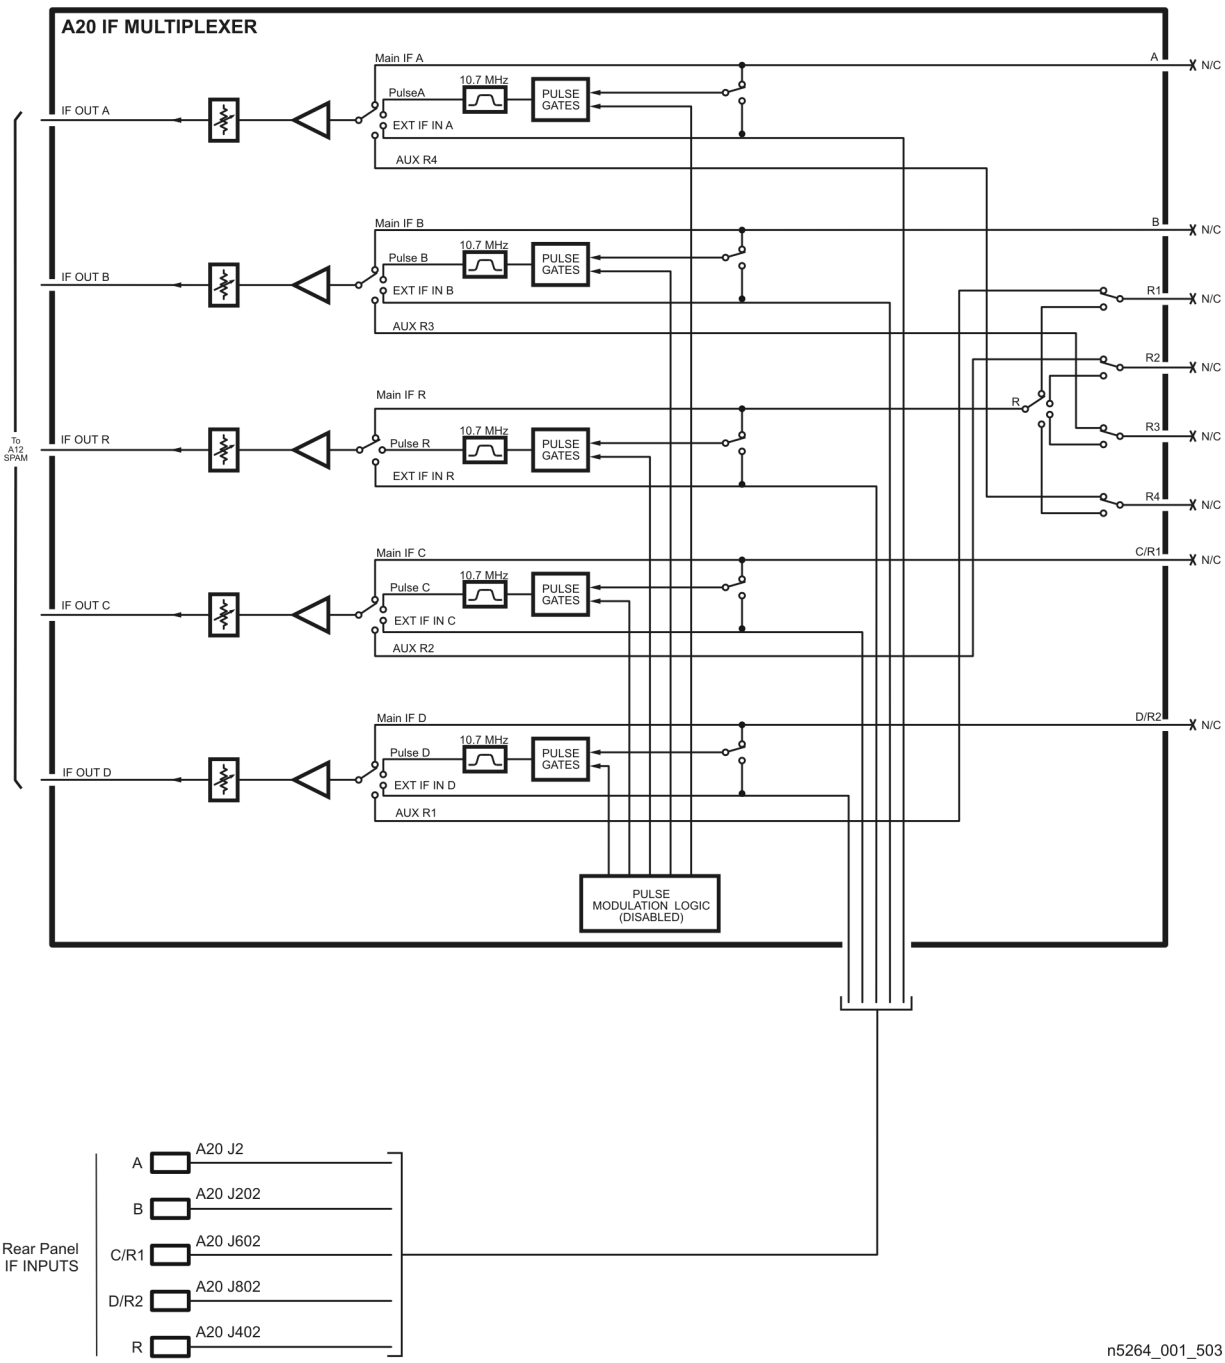 A20 IF MULTIPLEXER
Main IF A
A
N/C
10.7 MHz
PulseA
PULSE
GATES
IF OUT A
EXT IF IN A
AUX R4
Main IF B
B
N/C
10.7 MHz
Pulse B
PULSE
GATES
IF OUT B
EXT IF IN B
R1
N/C
AUX R3
R2
N/C
Main IF R
R
10.7 MHz
R3
N/C
To
A12
SPAM
IF OUT R
Pulse R
PULSE
GATES
EXT IF IN R
R4
N/C
Main IF C
C/R1
N/C
10.7 MHz
Pulse C
PULSE
GATES
IF OUT C
EXT IF IN C
AUX R2
Main IF D
D/R2
N/C
10.7 MHz
Pulse D
PULSE
GATES
IF OUT D
EXT IF IN D
AUX R1
PULSE
MODULATION LOGIC
(DISABLED)
Rear Panel
IF INPUTS
A
A20 J2
B
A20 J202
C/R1
A20 J602
D/R2
A20 J802
R
A20 J402
n5264_001_503